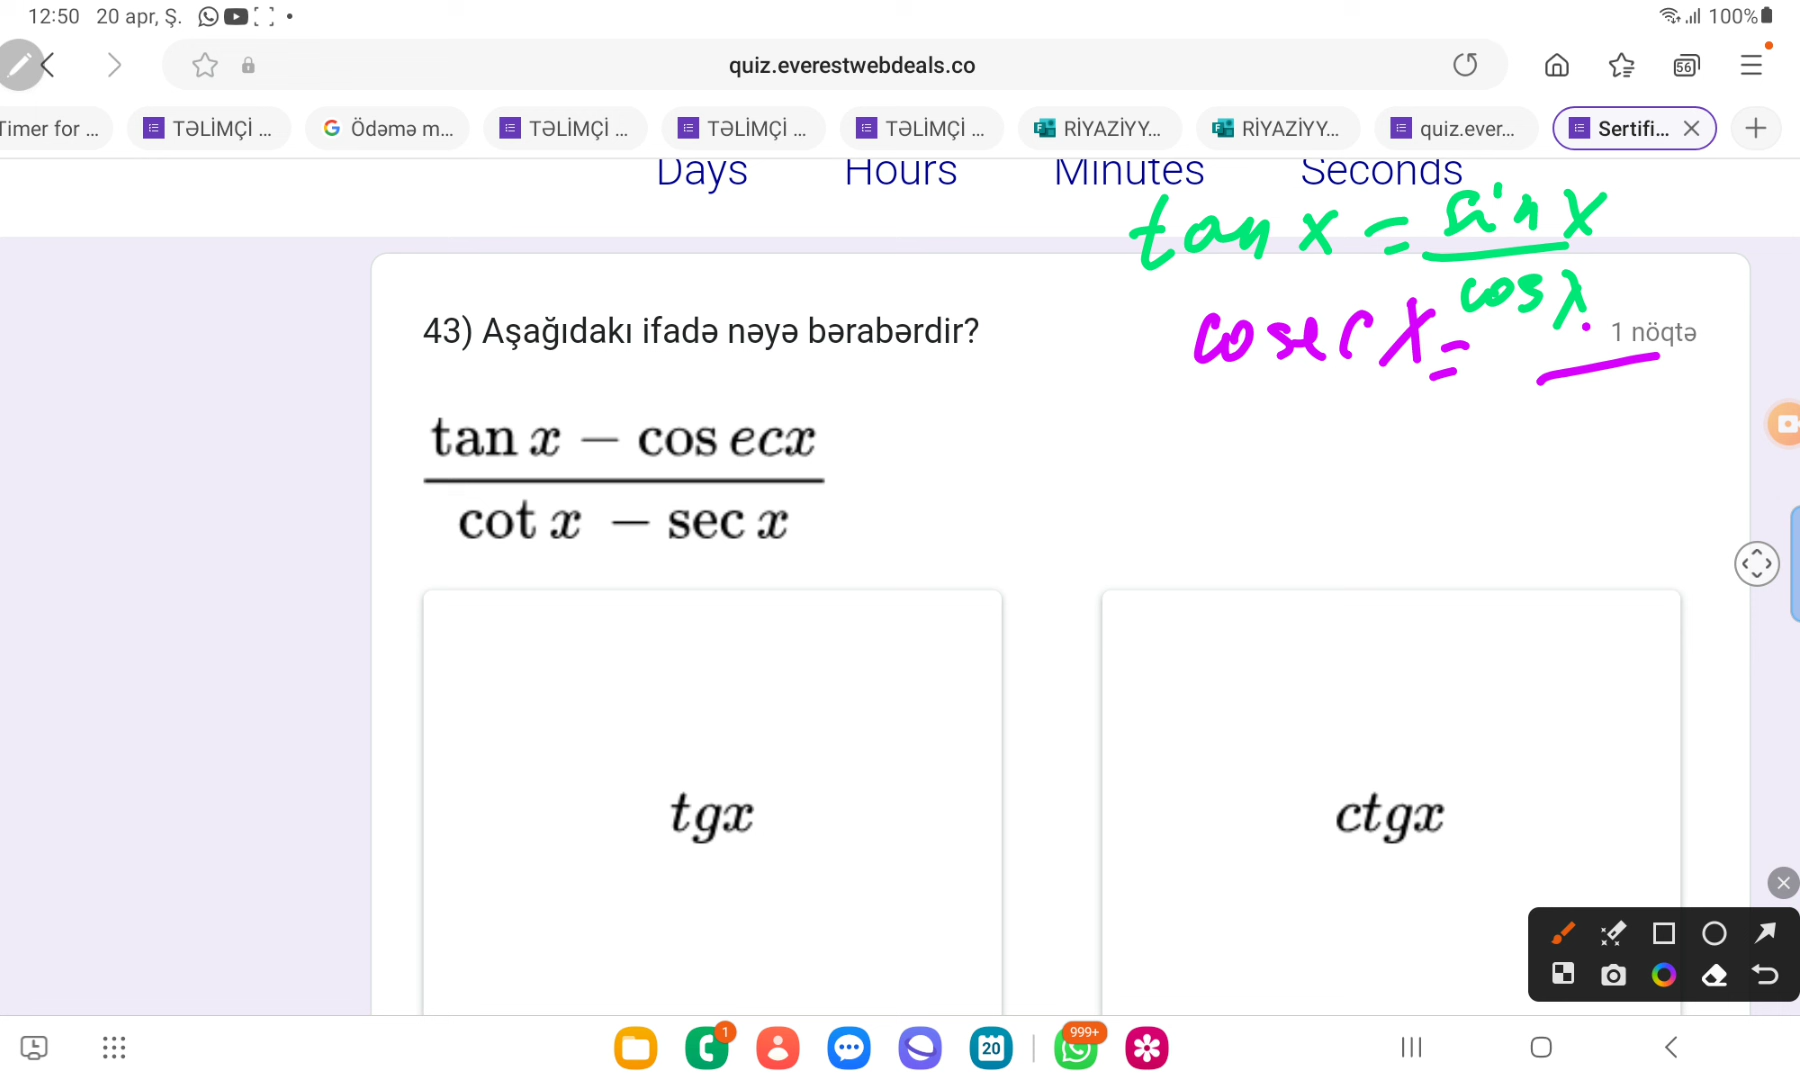 12:50 20 apr, Ş.
100%
quiz.everestwebdeals.co
56
Timer for ...
TƏLİMÇİ ...
Ödəmə m...
TƏLİMÇİ ...
TƏLİMÇİ ...
TƏLİMÇİ ...
RİYAZİYY...
RİYAZİYY...
quiz.ever...
Sertifi...
Days Hours Minutes Seconds
tan x = sin x / cos x
cosec x =
43) Aşağıdakı ifadə nəyə bərabərdir?
1 nöqtə
tan x − cos ecx
cot x − sec x
tgx
ctgx
1
20
999+